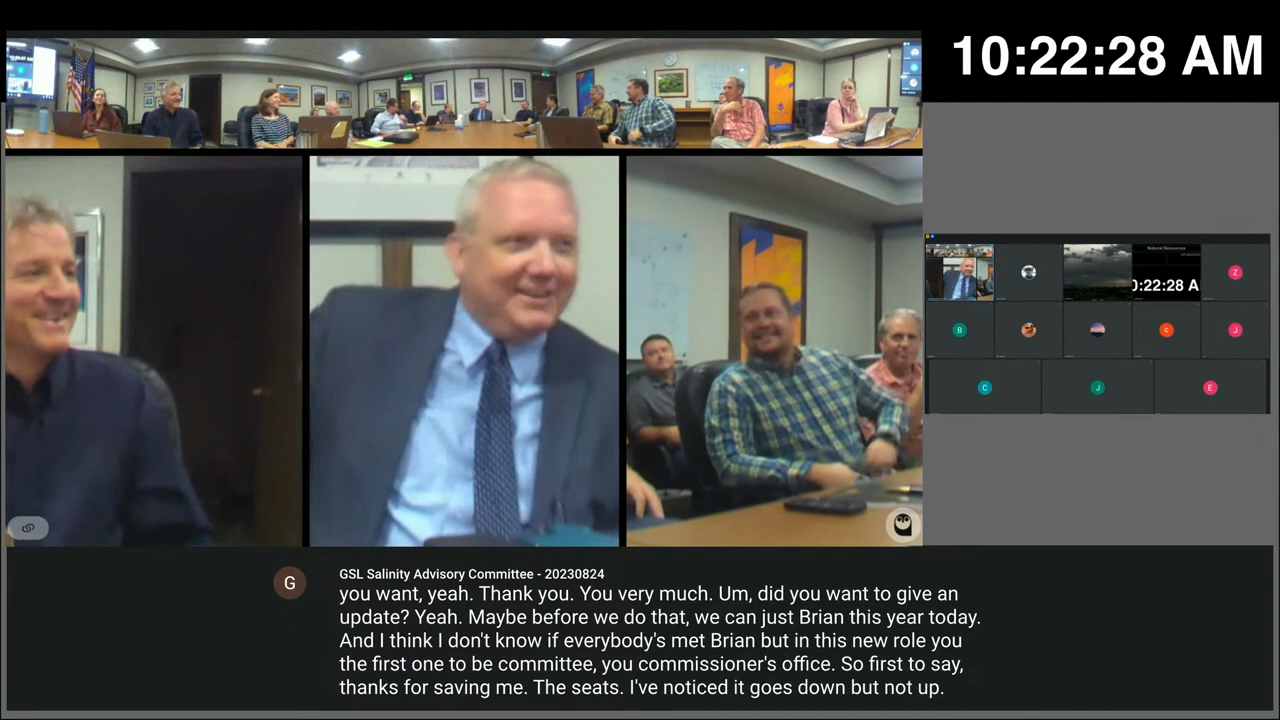 10:22:28 AM
Natural Resources
0:22:28 A
Z
B
C
J
C
J
E
G
GSL Salinity Advisory Committee - 20230824
you want, yeah. Thank you. You very much. Um, did you want to give an
update? Yeah. Maybe before we do that, we can just Brian this year today.
And I think I don't know if everybody's met Brian but in this new role you
the first one to be committee, you commissioner's office. So first to say,
thanks for saving me. The seats. I've noticed it goes down but not up.